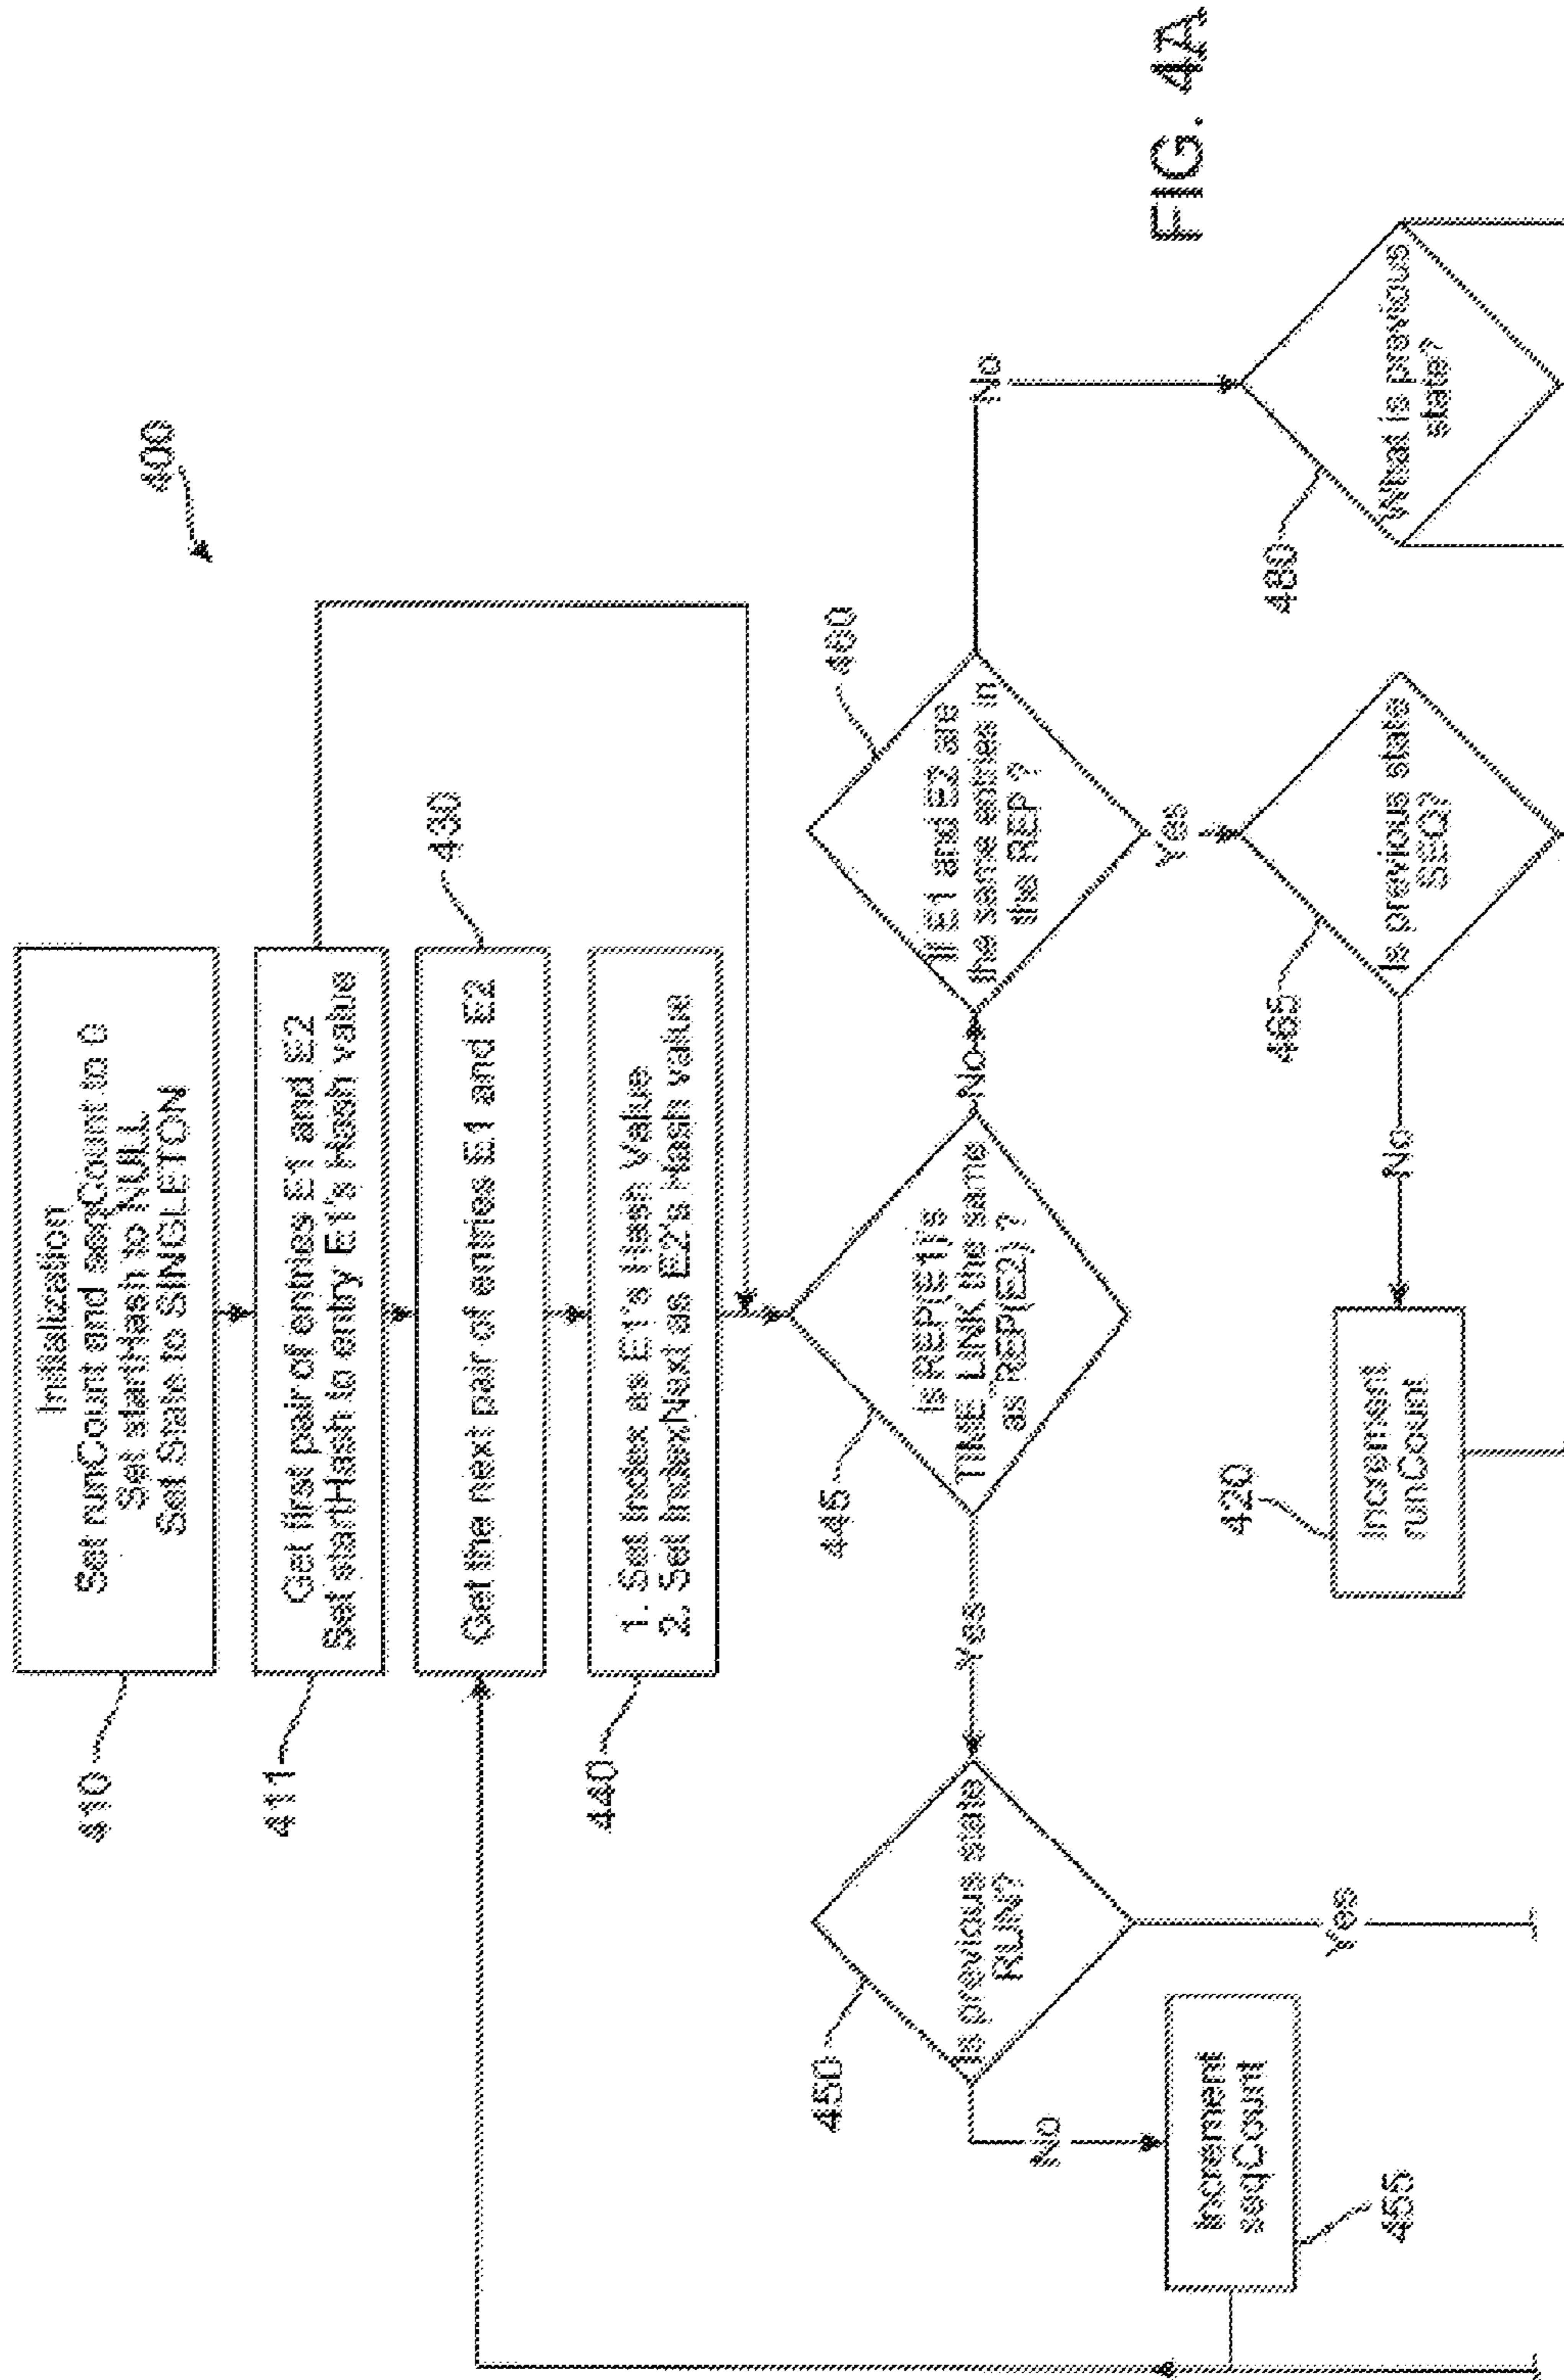 400
410
Initialization
Set runCount and seqCount to 0
Set startHash to NULL
Set State to SINGLETON
411
Get first pair of entries E1 and E2
Set startHash to entry E1's Hash value
430
Get the next pair of entries E1 and E2
440
1. Set Index as E1's Hash Value
2. Set IndexNext as E2's Hash value
445
Is REP(E1)'s
TIME_LINK the same
as REP(E2)?
Yes
No
450
Is previous state
RUN?
No
Yes
455
Increment
seqCount
460
If E1 and E2 are
the same entries in
the REP?
Yes
No
465
Is previous state
SEQ?
No
420
Increment
runCount
480
What is previous
state?
FIG. 4A